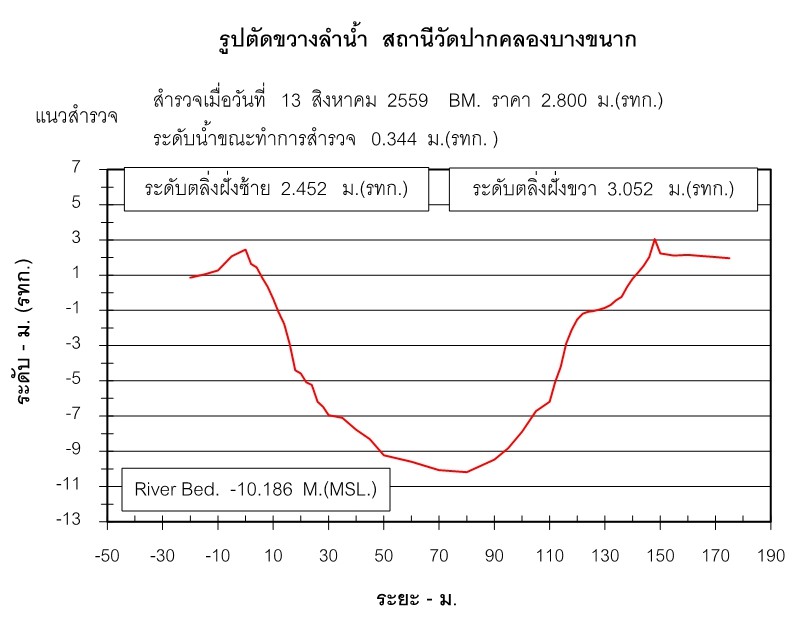 รูปตัดขวางลำน้ำ สถานีวัดปากคลองบางขนาก
แนวสำรวจ
สำรวจเมื่อวันที่ 13 สิงหาคม 2559 BM. ราคา 2.800 ม.(รทก.)
ระดับน้ำขณะทำการสำรวจ 0.344 ม.(รทก. )
ระดับตลิ่งฝั่งซ้าย 2.452 ม.(รทก.)
ระดับตลิ่งฝั่งขวา 3.052 ม.(รทก.)
ระดับ - ม. (รทก.)
7
5
3
1
-1
-3
-5
-7
-9
-11
-13
River Bed. -10.186 M.(MSL.)
-50 -30 -10 10 30 50 70 90 110 130 150 170 190
ระยะ - ม.